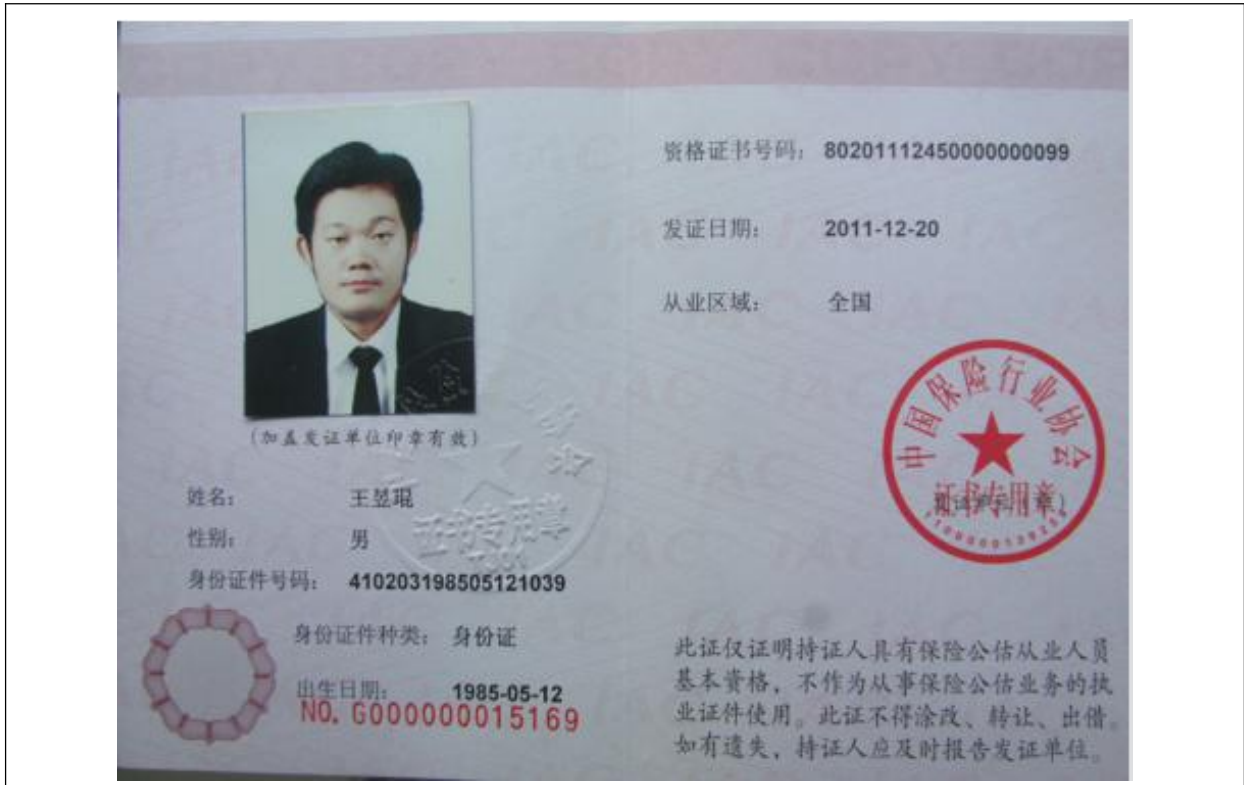 (加盖发证单位印章有效)
姓名： 王昱琨
性别： 男
身份证件号码： 410203198505121039
身份证件种类： 身份证
出生日期： 1985-05-12
NO. G000000015169
资格证书号码： 80201112450000000099
发证日期： 2011-12-20
从业区域： 全国
中国保险行业协会
证书专用章
此证仅证明持证人具有保险公估从业人员
基本资格，不作为从事保险公估业务的执
业证件使用。此证不得涂改、转让、出借。
如有遗失，持证人应及时报告发证单位。